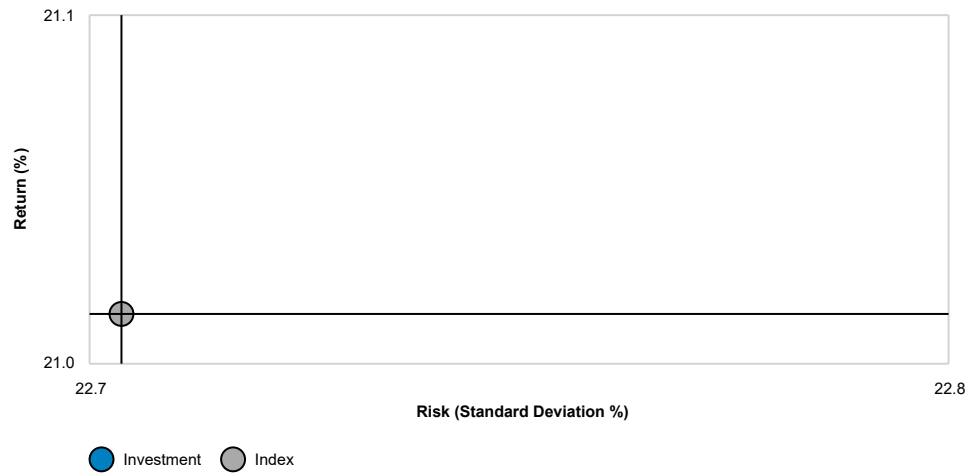 21.1
Return (%)
21.0
22.7 22.8
Risk (Standard Deviation %)
Investment Index